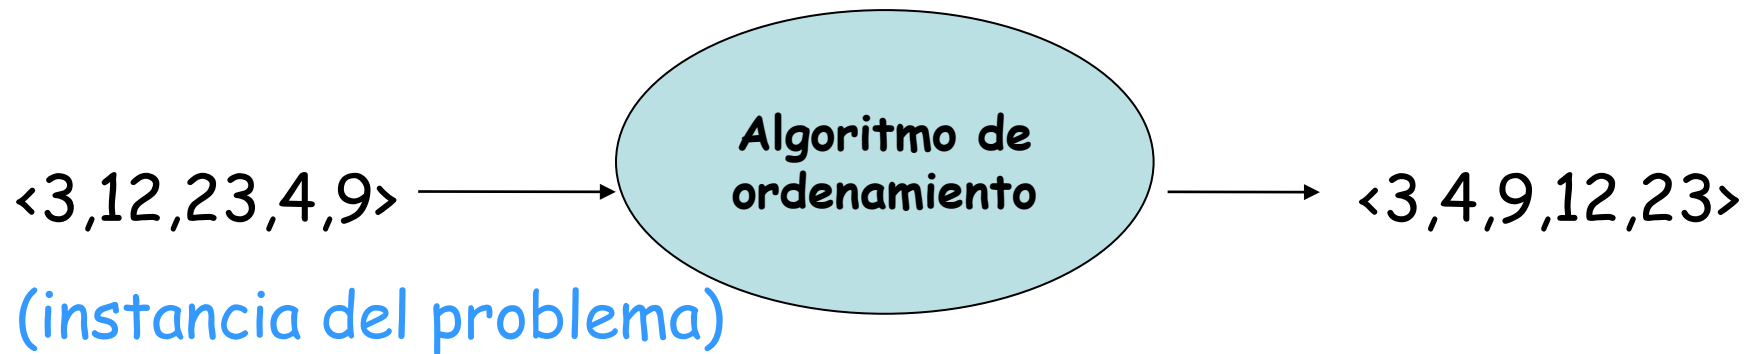 Algoritmo de
ordenamiento
<3,12,23,4,9>
<3,4,9,12,23>
(instancia del problema)